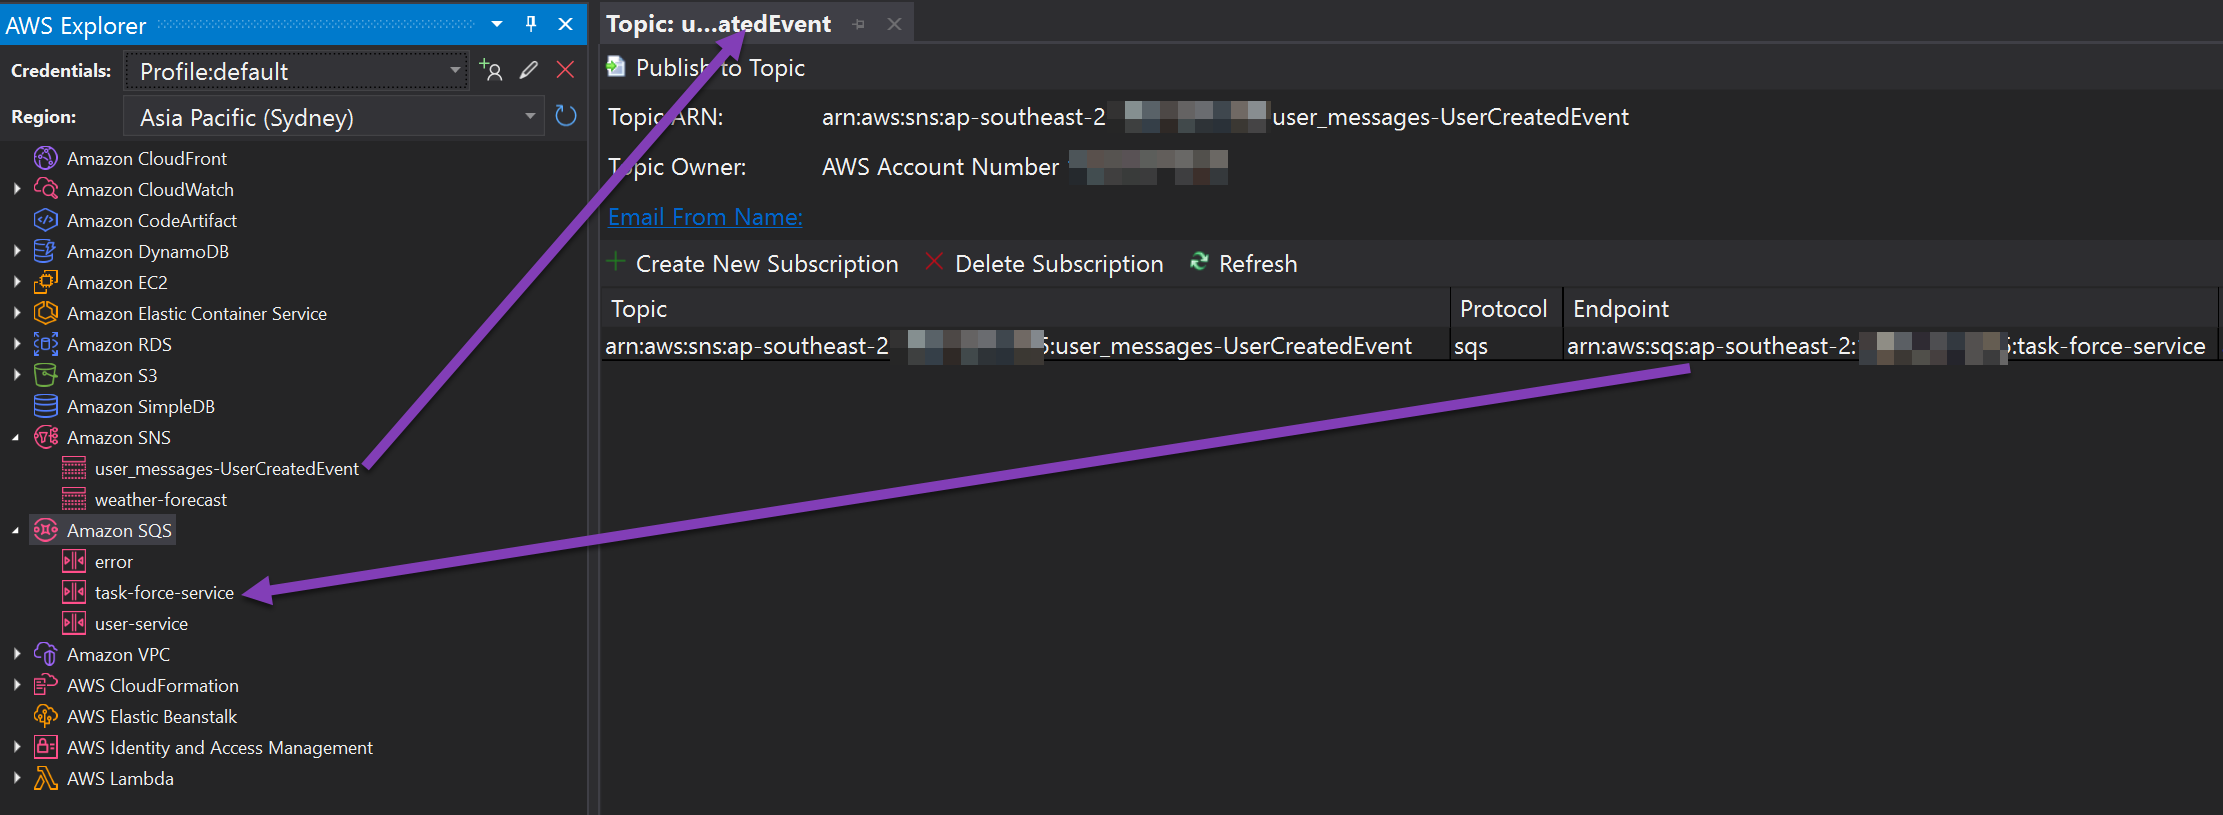 AWS Explorer
Credentials: Profile:default
Region: Asia Pacific (Sydney)
Amazon CloudFront
Amazon CloudWatch
Amazon CodeArtifact
Amazon DynamoDB
Amazon EC2
Amazon Elastic Container Service
Amazon RDS
Amazon S3
Amazon SimpleDB
Amazon SNS
user_messages-UserCreatedEvent
weather-forecast
Amazon SQS
error
task-force-service
user-service
Amazon VPC
AWS CloudFormation
AWS Elastic Beanstalk
AWS Identity and Access Management
AWS Lambda
Topic: u...atedEvent
Publish to Topic
Topic ARN: arn:aws:sns:ap-southeast-2 user_messages-UserCreatedEvent
Topic Owner: AWS Account Number
Email From Name:
Create New Subscription Delete Subscription Refresh
Topic Protocol Endpoint
arn:aws:sns:ap-southeast-2 5:user_messages-UserCreatedEvent sqs arn:aws:sqs:ap-southeast-2: 5:task-force-service